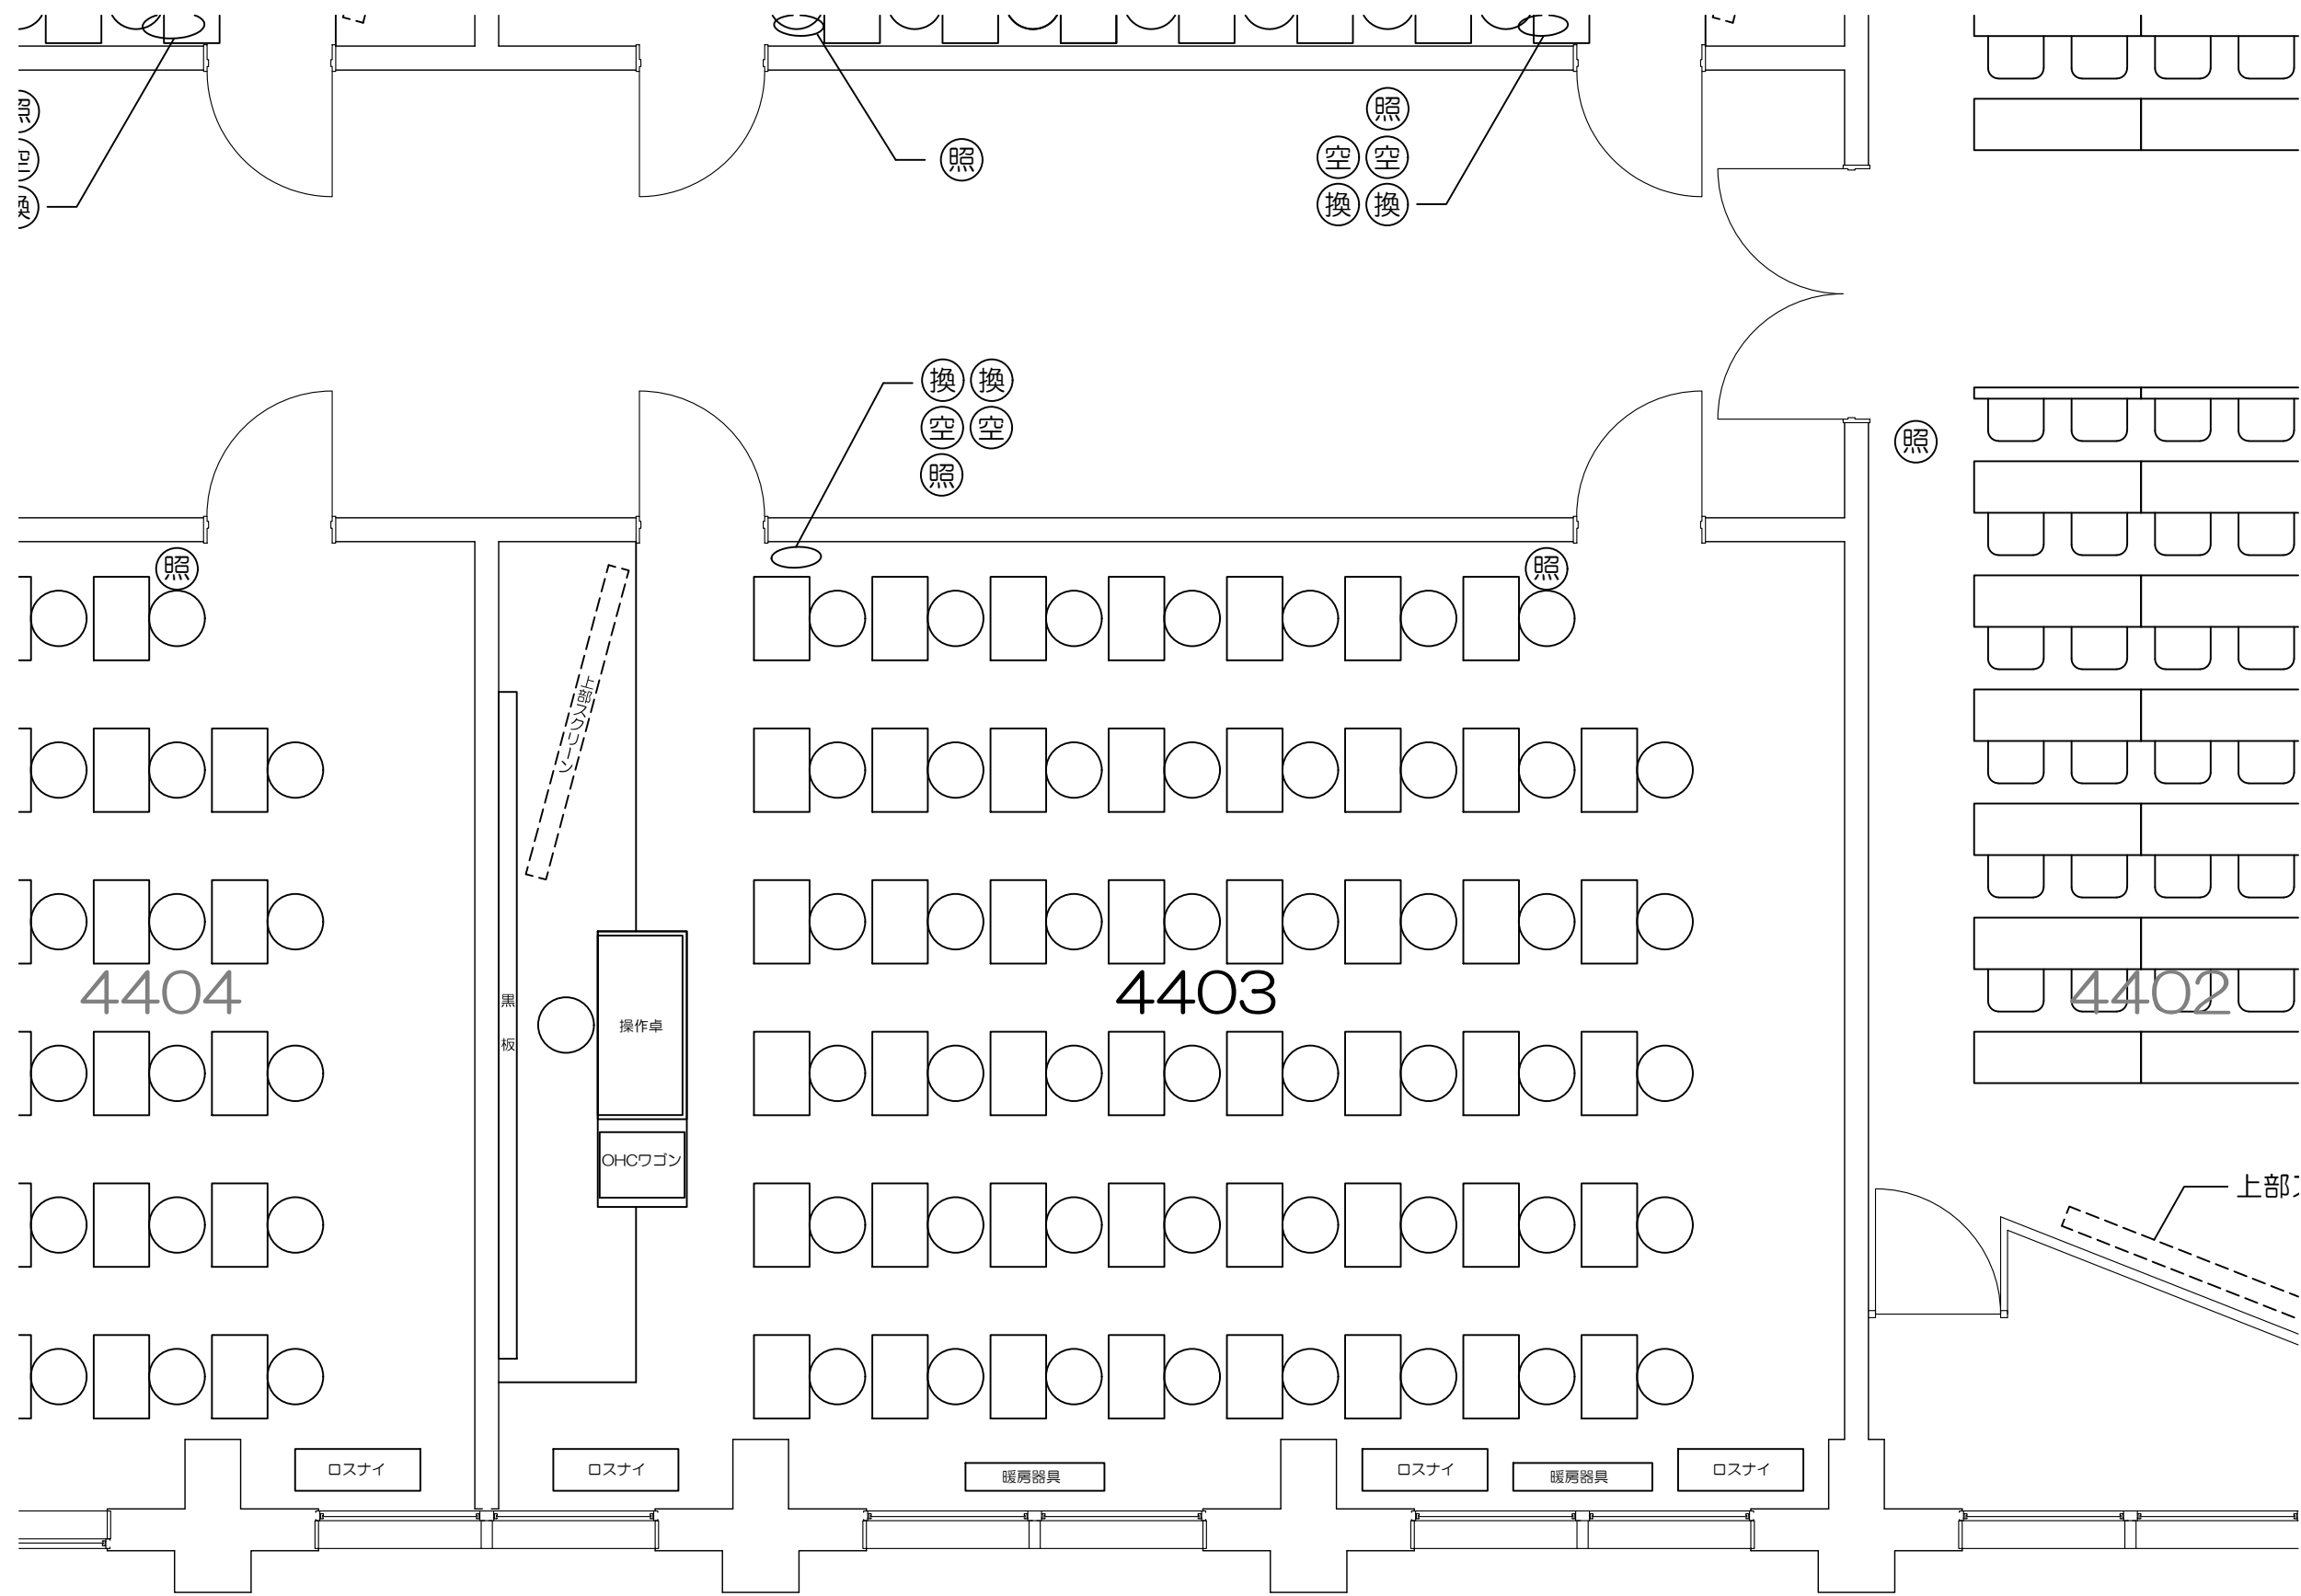 照
空
換
照
照
空 空
換 換
換 換
空 空
照
照
照
照
上部スクリーン
4404
4403
4402
黒板
操作卓
OHCワゴン
上部
ロスナイ
ロスナイ
暖房器具
ロスナイ
暖房器具
ロスナイ